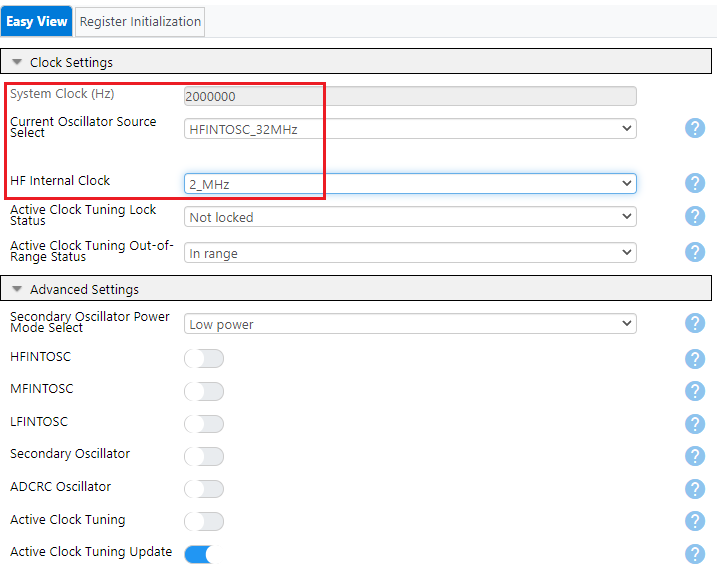 Easy View
Register Initialization
Clock Settings
System Clock (Hz)
2000000
Current Oscillator Source
Select
HFINTOSC_32MHz
HF Internal Clock
2_MHz
Active Clock Tuning Lock
Status
Not locked
Active Clock Tuning Out-of-
Range Status
In range
Advanced Settings
Secondary Oscillator Power
Mode Select
Low power
HFINTOSC
MFINTOSC
LFINTOSC
Secondary Oscillator
ADCRC Oscillator
Active Clock Tuning
Active Clock Tuning Update